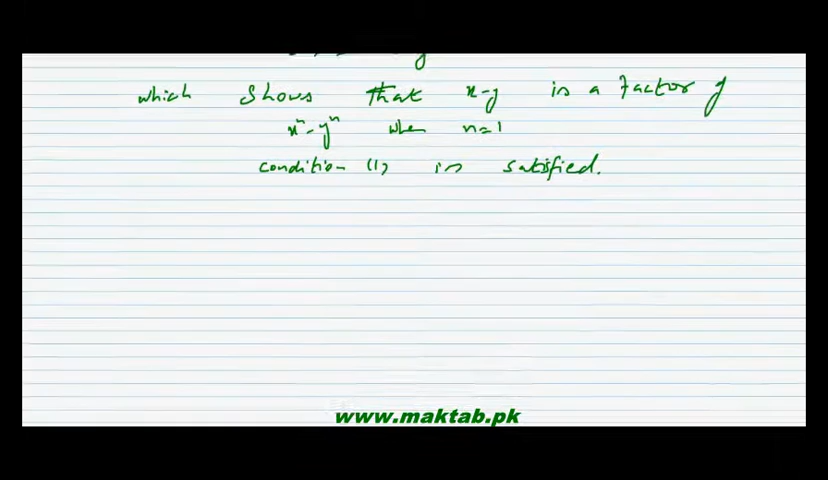 which shows that x-y is a factor of
xⁿ-yⁿ when n=1
condition (1) is satisfied.
www.maktab.pk